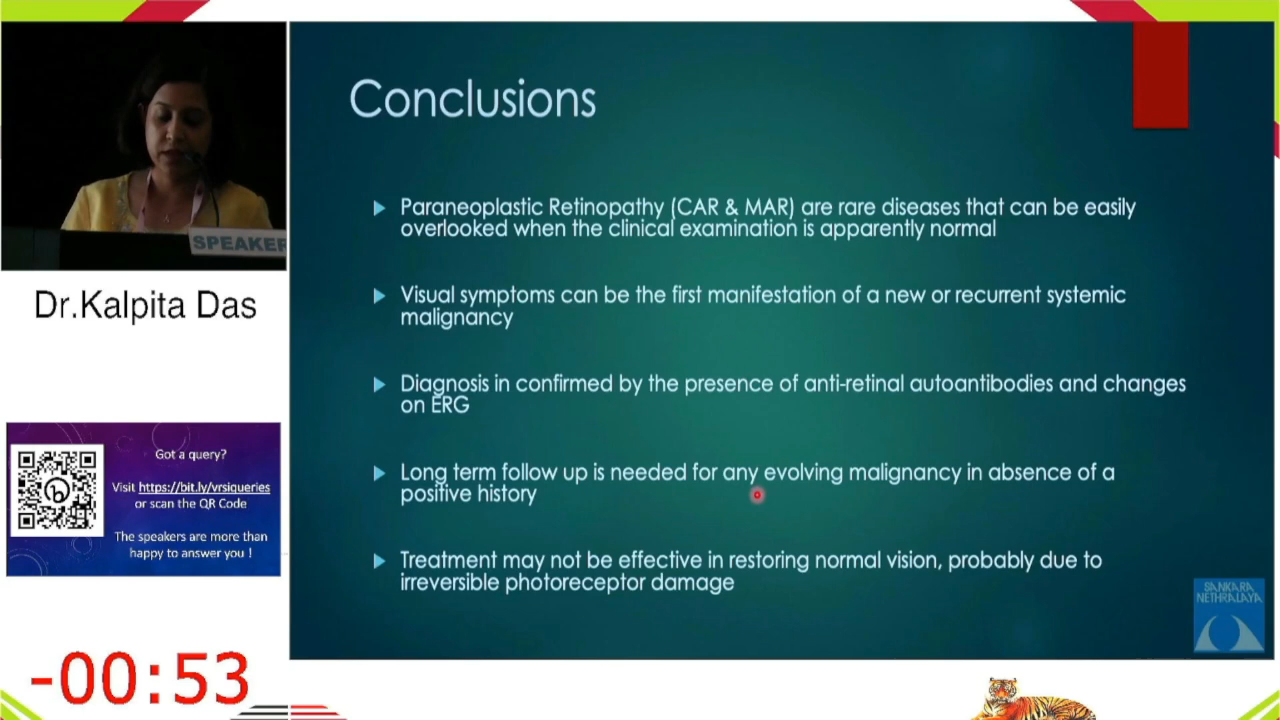 SPEAKER
Dr.Kalpita Das
Got a query?
Visit https://bit.ly/vrsiqueries
or scan the QR Code
The speakers are more than
happy to answer you !
-00:53
Conclusions
Paraneoplastic Retinopathy (CAR & MAR) are rare diseases that can be easily
overlooked when the clinical examination is apparently normal
Visual symptoms can be the first manifestation of a new or recurrent systemic
malignancy
Diagnosis in confirmed by the presence of anti-retinal autoantibodies and changes
on ERG
Long term follow up is needed for any evolving malignancy in absence of a
positive history
Treatment may not be effective in restoring normal vision, probably due to
irreversible photoreceptor damage
SANKARA
NETHRALAYA